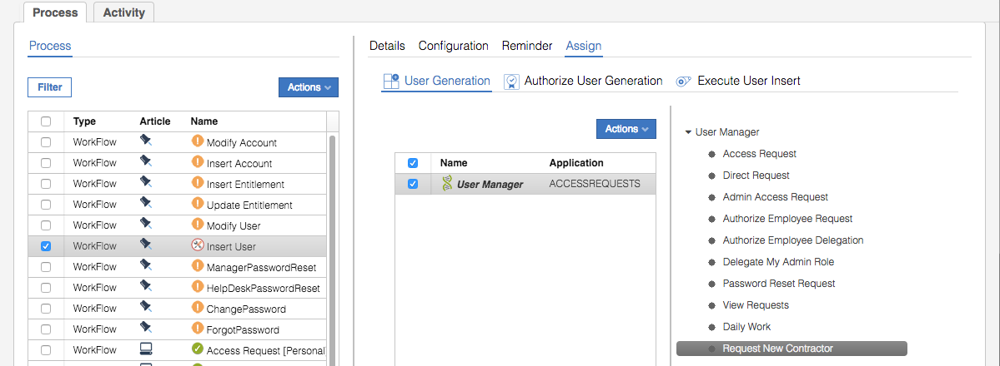 Process Activity
Process
Filter Actions
Type Article Name
WorkFlow Modify Account
WorkFlow Insert Account
WorkFlow Insert Entitlement
WorkFlow Update Entitlement
WorkFlow Modify User
WorkFlow Insert User
WorkFlow ManagerPasswordReset
WorkFlow HelpDeskPasswordReset
WorkFlow ChangePassword
WorkFlow ForgotPassword
WorkFlow Access Request [Personal
Details Configuration Reminder Assign
User Generation Authorize User Generation Execute User Insert
Actions
Name Application
User Manager ACCESSREQUESTS
User Manager
Access Request
Direct Request
Admin Access Request
Authorize Employee Request
Authorize Employee Delegation
Delegate My Admin Role
Password Reset Request
View Requests
Daily Work
Request New Contractor